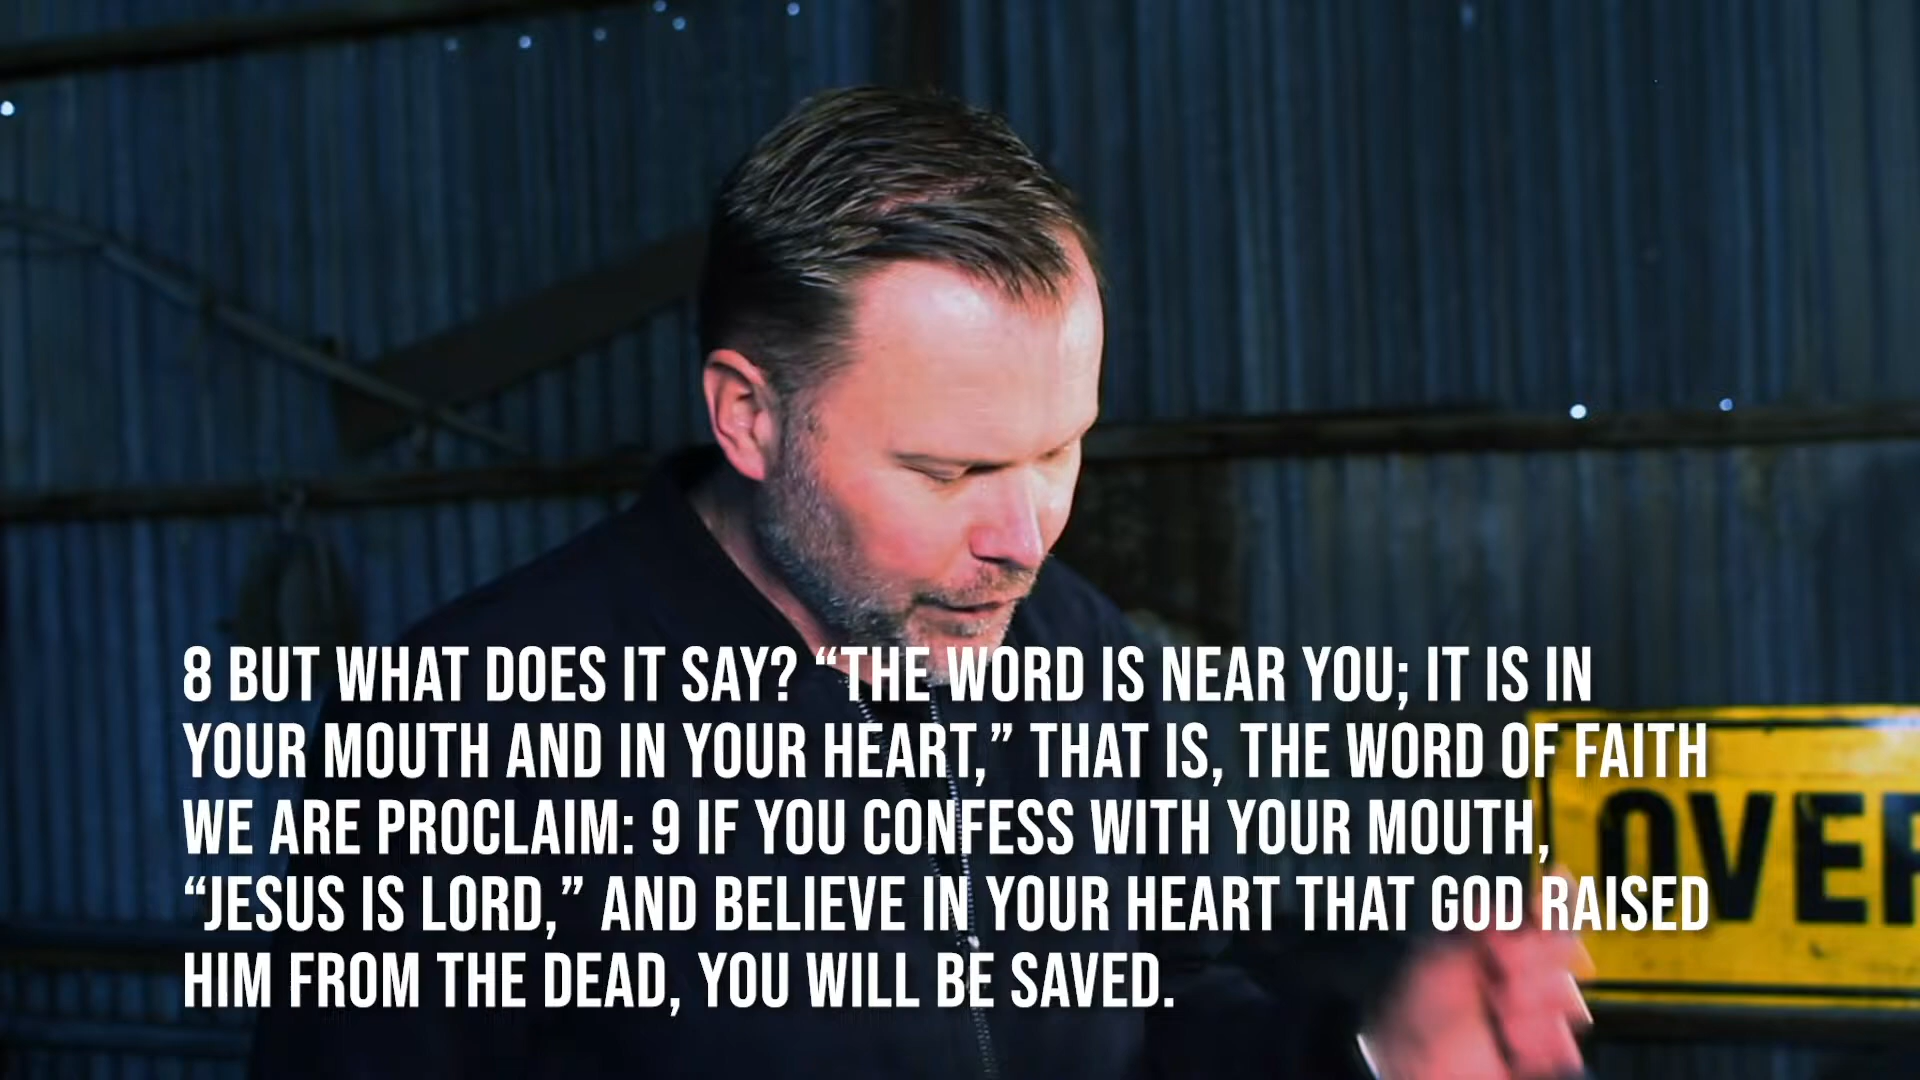 8 BUT WHAT DOES IT SAY? “THE WORD IS NEAR YOU; IT IS IN
YOUR MOUTH AND IN YOUR HEART,” THAT IS, THE WORD OF FAITH
WE ARE PROCLAIM: 9 IF YOU CONFESS WITH YOUR MOUTH,
“JESUS IS LORD,” AND BELIEVE IN YOUR HEART THAT GOD RAISED
HIM FROM THE DEAD, YOU WILL BE SAVED.